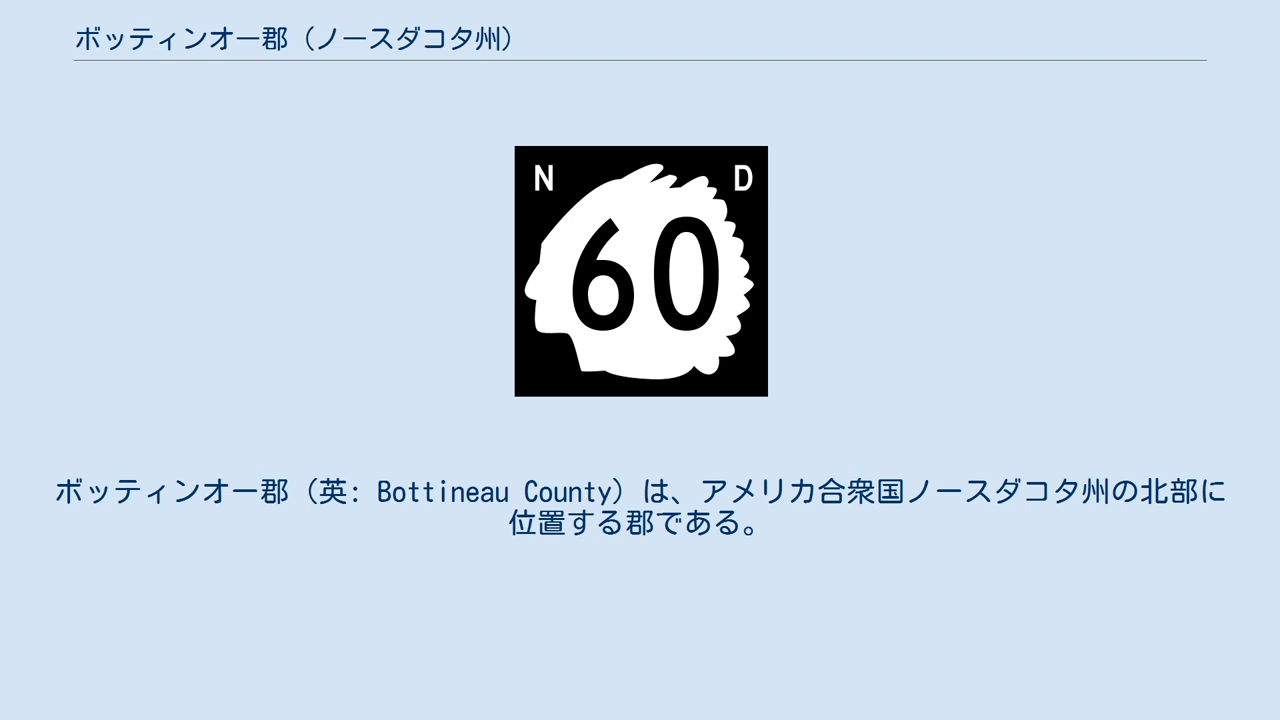 ボッティンオー郡（ノースダコタ州）
N D
60
ボッティンオー郡（英: Bottineau County）は、アメリカ合衆国ノースダコタ州の北部に
位置する郡である。